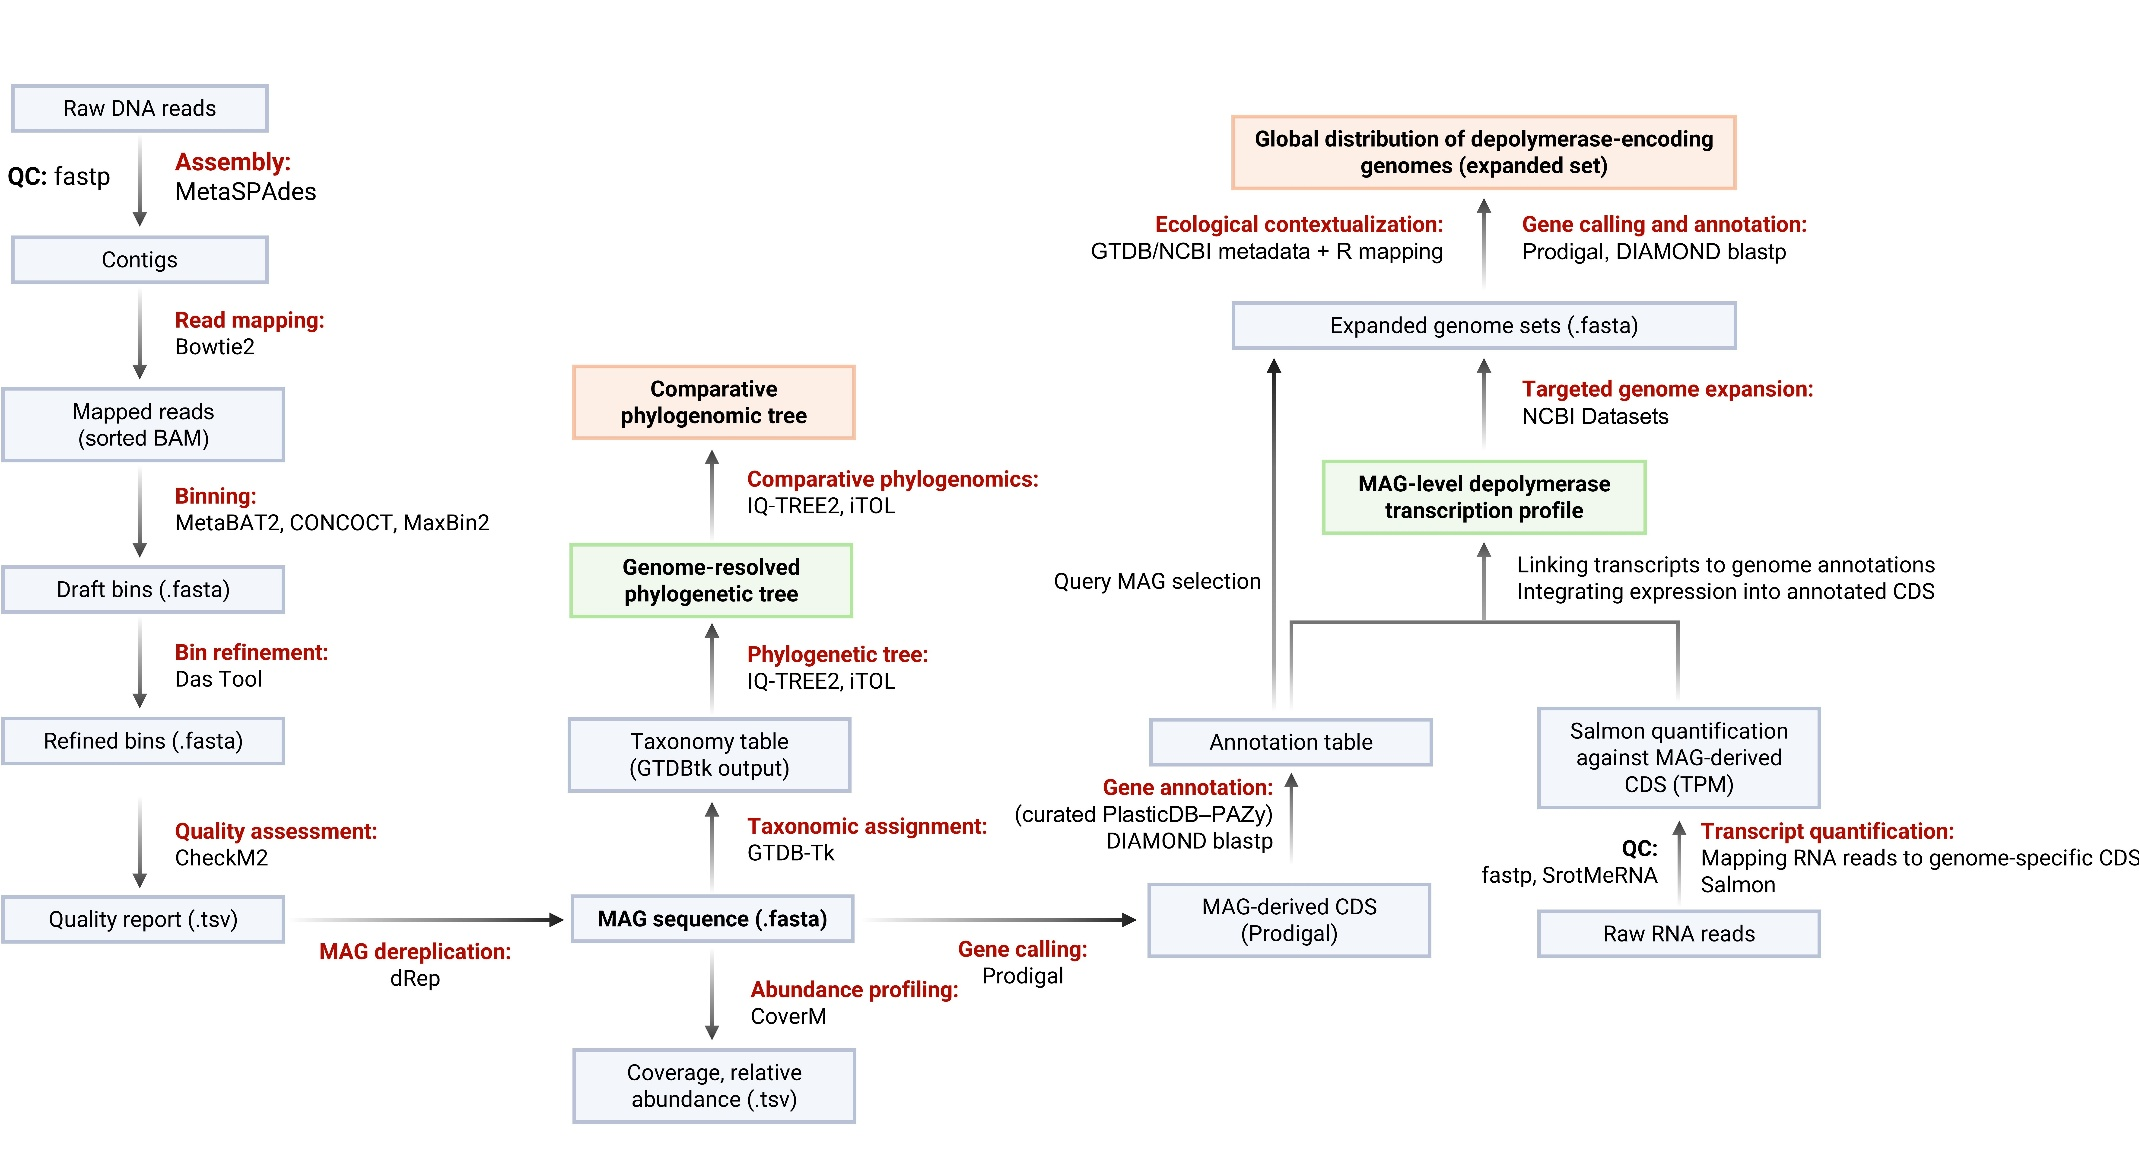 Raw DNA reads
QC: fastp
Assembly:
MetaSPAdes
Contigs
Read mapping:
Bowtie2
Mapped reads
(sorted BAM)
Binning:
MetaBAT2, CONCOCT, MaxBin2
Draft bins (.fasta)
Bin refinement:
Das Tool
Refined bins (.fasta)
Quality assessment:
CheckM2
Quality report (.tsv)
MAG dereplication:
dRep
Comparative
phylogenomic tree
Comparative phylogenomics:
IQ-TREE2, iTOL
Genome-resolved
phylogenetic tree
Phylogenetic tree:
IQ-TREE2, iTOL
Taxonomy table
(GTDBtk output)
Taxonomic assignment:
GTDB-Tk
MAG sequence (.fasta)
Abundance profiling:
CoverM
Coverage, relative
abundance (.tsv)
Gene calling:
Prodigal
Global distribution of depolymerase-encoding
genomes (expanded set)
Ecological contextualization:
GTDB/NCBI metadata + R mapping
Gene calling and annotation:
Prodigal, DIAMOND blastp
Expanded genome sets (.fasta)
Targeted genome expansion:
NCBI Datasets
MAG-level depolymerase
transcription profile
Query MAG selection
Linking transcripts to genome annotations
Integrating expression into annotated CDS
Annotation table
Gene annotation:
(curated PlasticDB–PAZy)
DIAMOND blastp
MAG-derived CDS
(Prodigal)
Salmon quantification
against MAG-derived
CDS (TPM)
QC:
fastp, SrotMeRNA
Transcript quantification:
Mapping RNA reads to genome-specific CDS
Salmon
Raw RNA reads